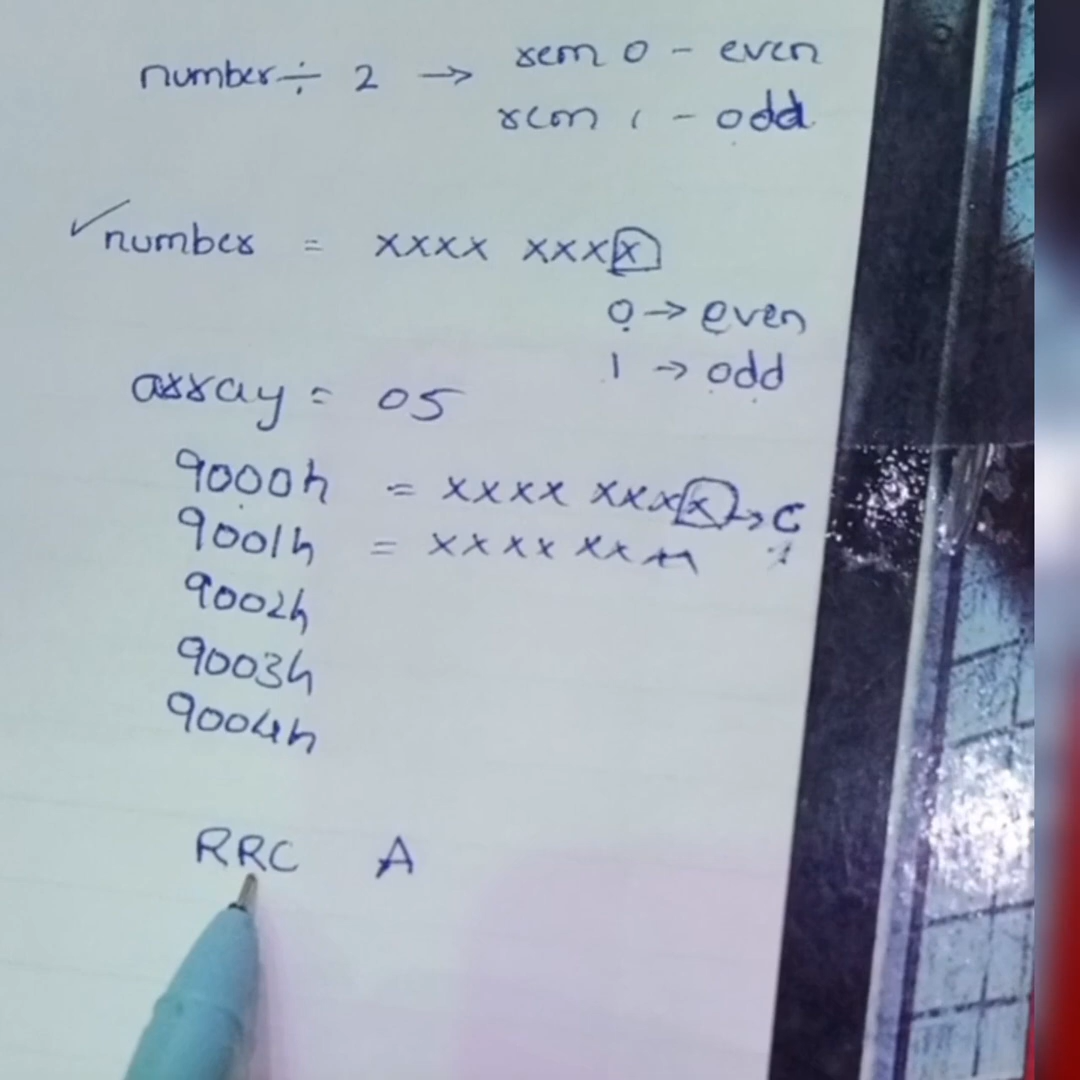 number ÷ 2 → rem 0 - even
rem 1 - odd
✓ number = xxxx xxxx
0 → even
1 → odd
array = 05
9000h = xxxx xxxx → C
9001h = xxxx xx
9002h
9003h
9004h
RRC A